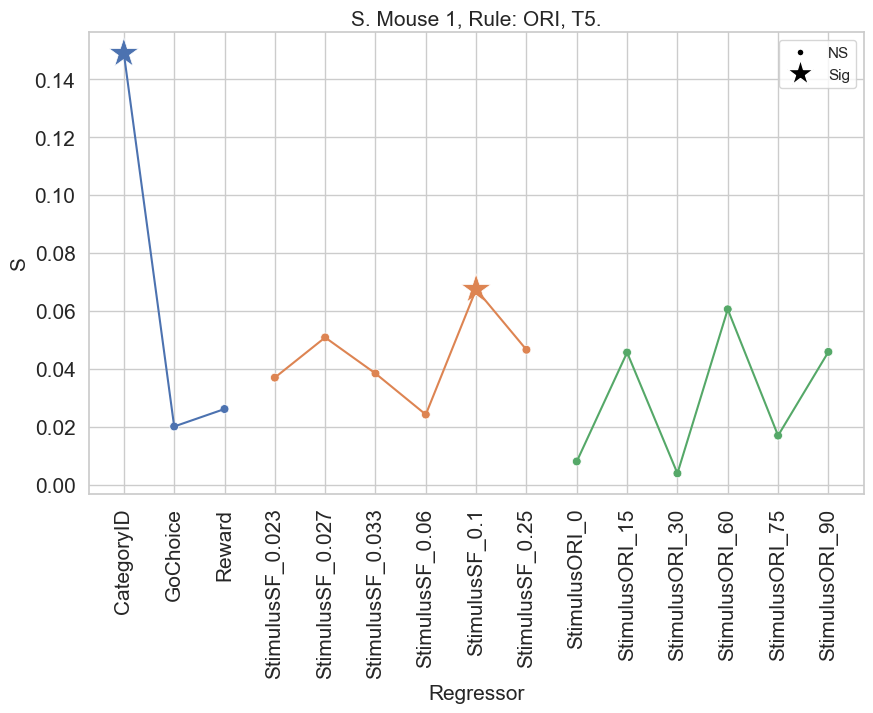 S. Mouse 1, Rule: ORI, T5.
NS
Sig
S
0.14
0.12
0.10
0.08
0.06
0.04
0.02
0.00
CategoryID
GoChoice
Reward
StimulusSF_0.023
StimulusSF_0.027
StimulusSF_0.033
StimulusSF_0.06
StimulusSF_0.1
StimulusSF_0.25
StimulusORI_0
StimulusORI_15
StimulusORI_30
StimulusORI_60
StimulusORI_75
StimulusORI_90
Regressor